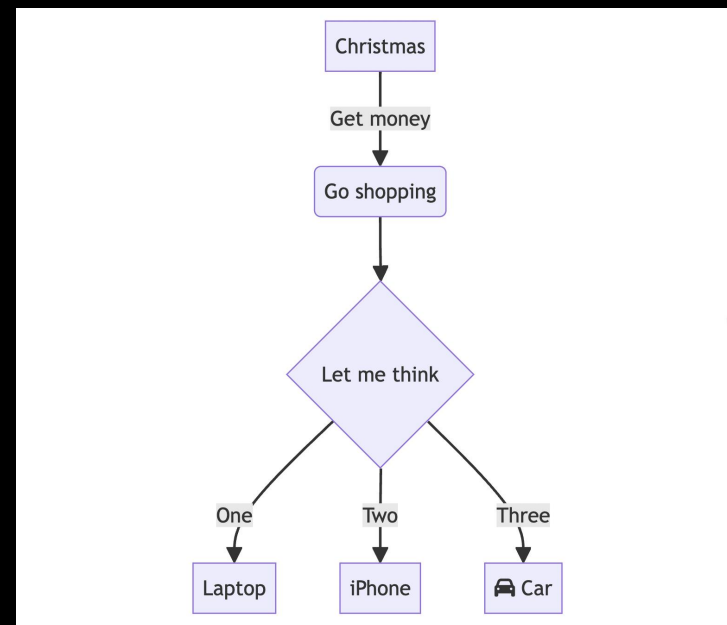 Christmas
Get money
Go shopping
Let me think
One
Two
Three
Laptop
iPhone
Car